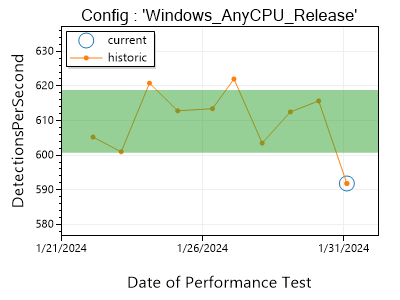 Config : 'Windows_AnyCPU_Release'
current
historic
630
620
610
600
590
580
DetectionsPerSecond
1/21/2024
1/26/2024
1/31/2024
Date of Performance Test